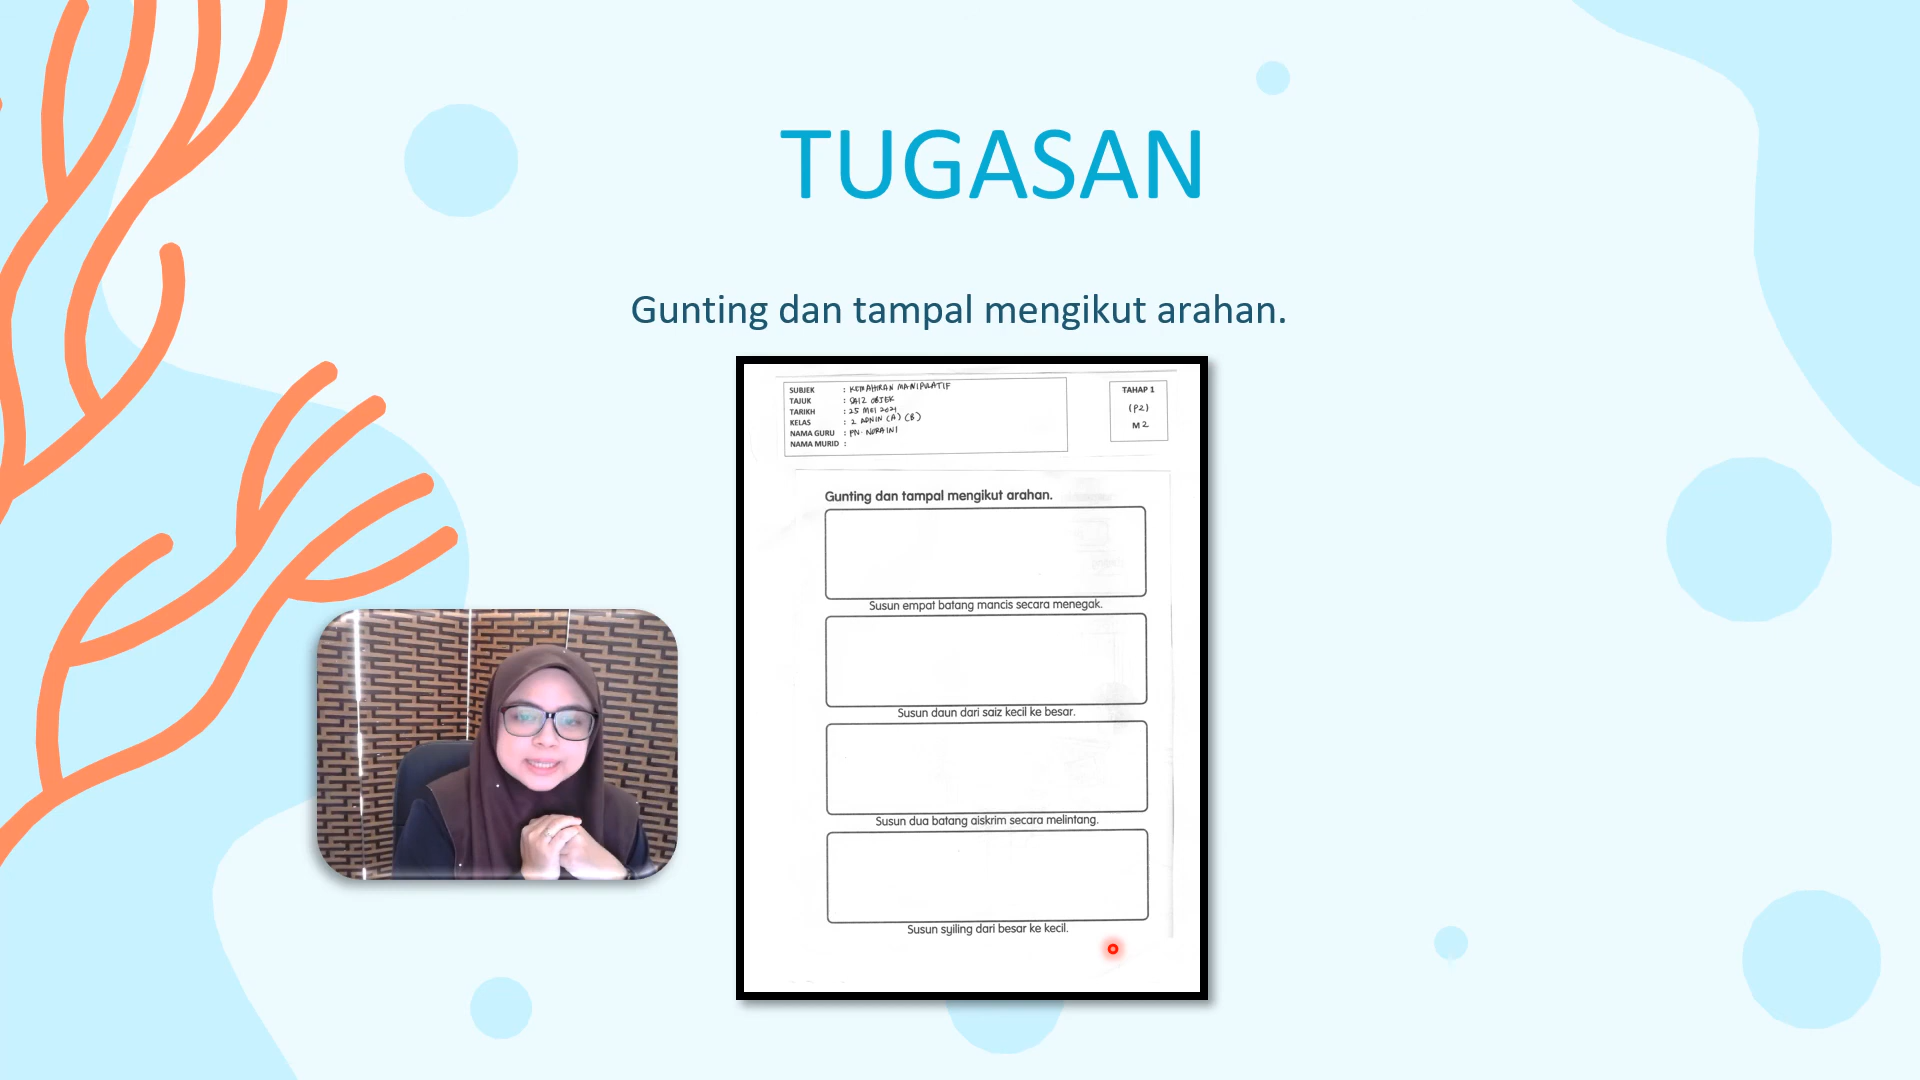 TUGASAN
Gunting dan tampal mengikut arahan.
SUBJEK : KEMAHIRAN MANIPULATIF
TAJUK : SAIZ OBJEK
TARIKH : 25 MEI 2021
KELAS : 2 ADNIN (A) (B)
NAMA GURU : PN. NURAINI
NAMA MURID :
TAHAP 1
(P2)
M2
Gunting dan tampal mengikut arahan.
Susun empat batang mancis secara menegak.
Susun daun dari saiz kecil ke besar.
Susun dua batang aiskrim secara melintang.
Susun syiling dari besar ke kecil.